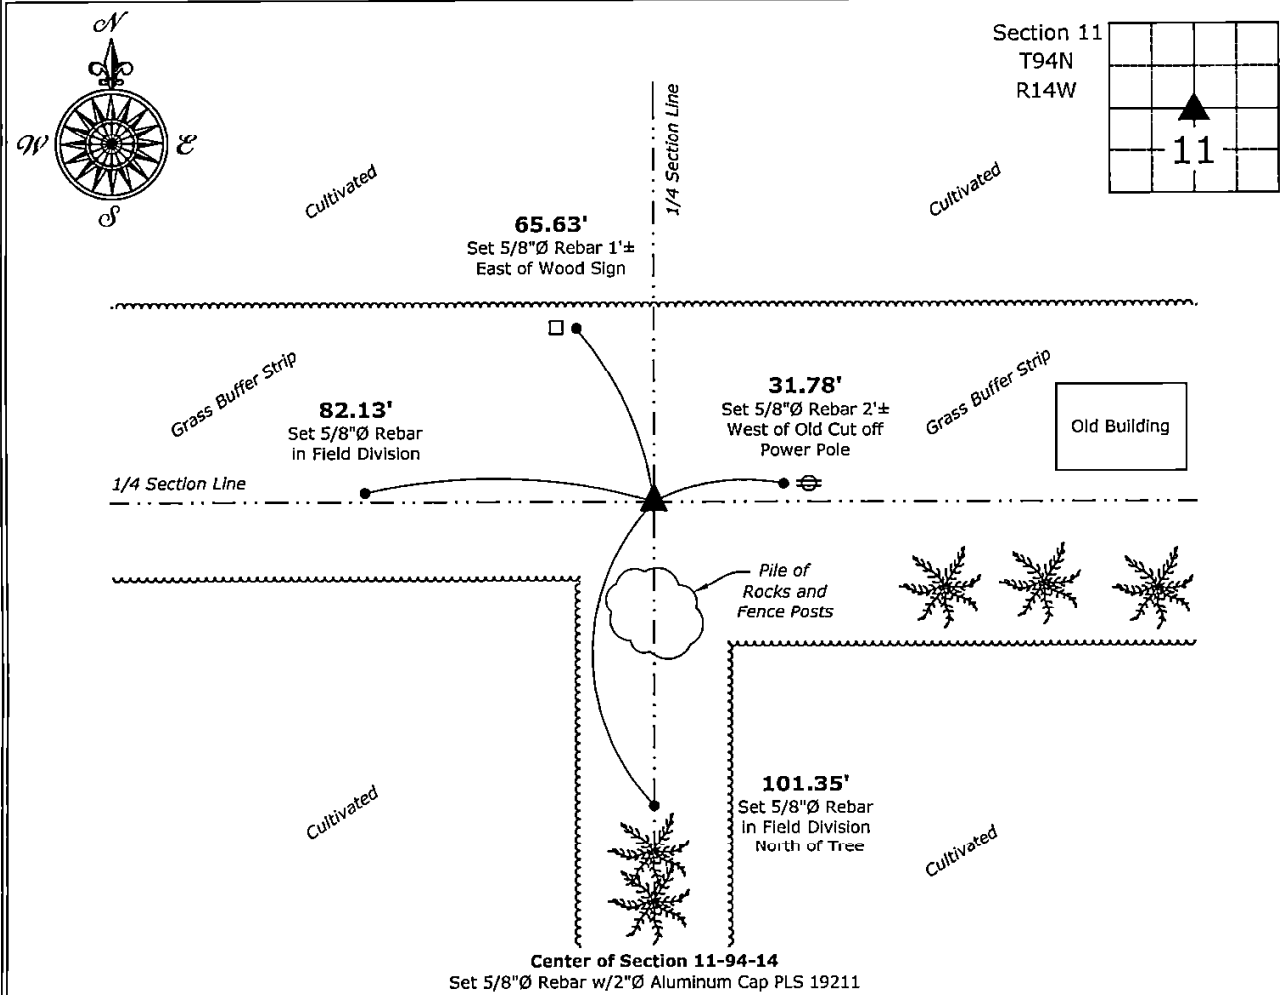 N
W
E
S
Section 11
T94N
R14W
11
1/4 Section Line
Cultivated
Cultivated
65.63'
Set 5/8"Ø Rebar 1'±
East of Wood Sign
Grass Buffer Strip
82.13'
Set 5/8"Ø Rebar
in Field Division
31.78'
Set 5/8"Ø Rebar 2'±
West of Old Cut off
Power Pole
Grass Buffer Strip
Old Building
1/4 Section Line
Pile of
Rocks and
Fence Posts
101.35'
Set 5/8"Ø Rebar
in Field Division
North of Tree
Cultivated
Cultivated
Center of Section 11-94-14
Set 5/8"Ø Rebar w/2"Ø Aluminum Cap PLS 19211